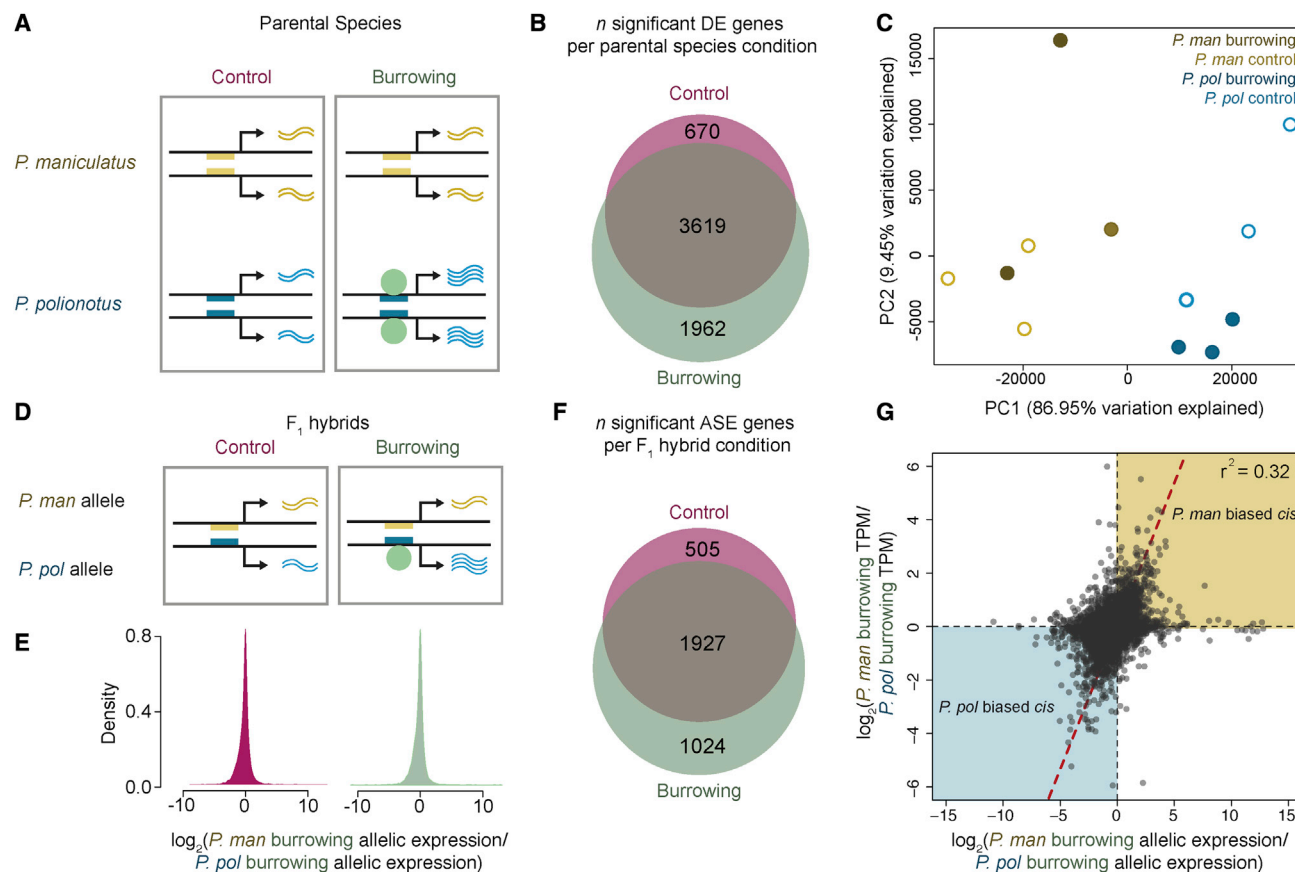 A
Parental Species
Control
Burrowing
P. maniculatus
P. polionotus
B
n significant DE genes
per parental species condition
Control
670
3619
1962
Burrowing
C
P. man burrowing
P. man control
P. pol burrowing
P. pol control
PC2 (9.45% variation explained)
15000
10000
5000
0
-5000
-20000
0
20000
PC1 (86.95% variation explained)
D
F1 hybrids
Control
Burrowing
P. man allele
P. pol allele
E
Density
0.8
0.4
0.0
-10
0
10
-10
0
10
log2(P. man burrowing allelic expression/
P. pol burrowing allelic expression)
F
n significant ASE genes
per F1 hybrid condition
Control
505
1927
1024
Burrowing
G
log2(P. man burrowing TPM/
P. pol burrowing TPM)
6
4
2
0
-2
-4
-6
r2 = 0.32
P. man biased cis
P. pol biased cis
−15
−10
−5
0
5
10
15
log2(P. man burrowing allelic expression/
P. pol burrowing allelic expression)